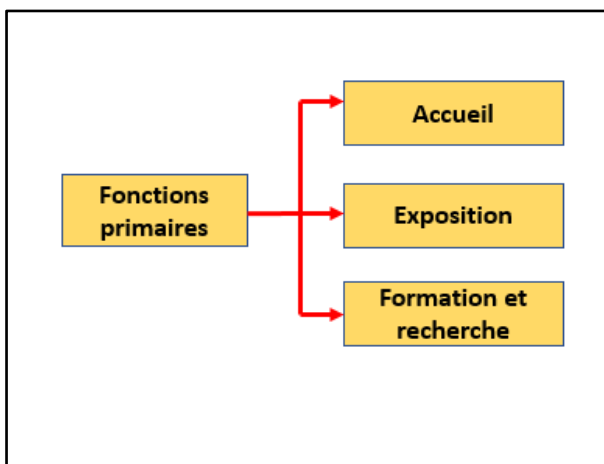 Fonctions
primaires
Accueil
Exposition
Formation et
recherche